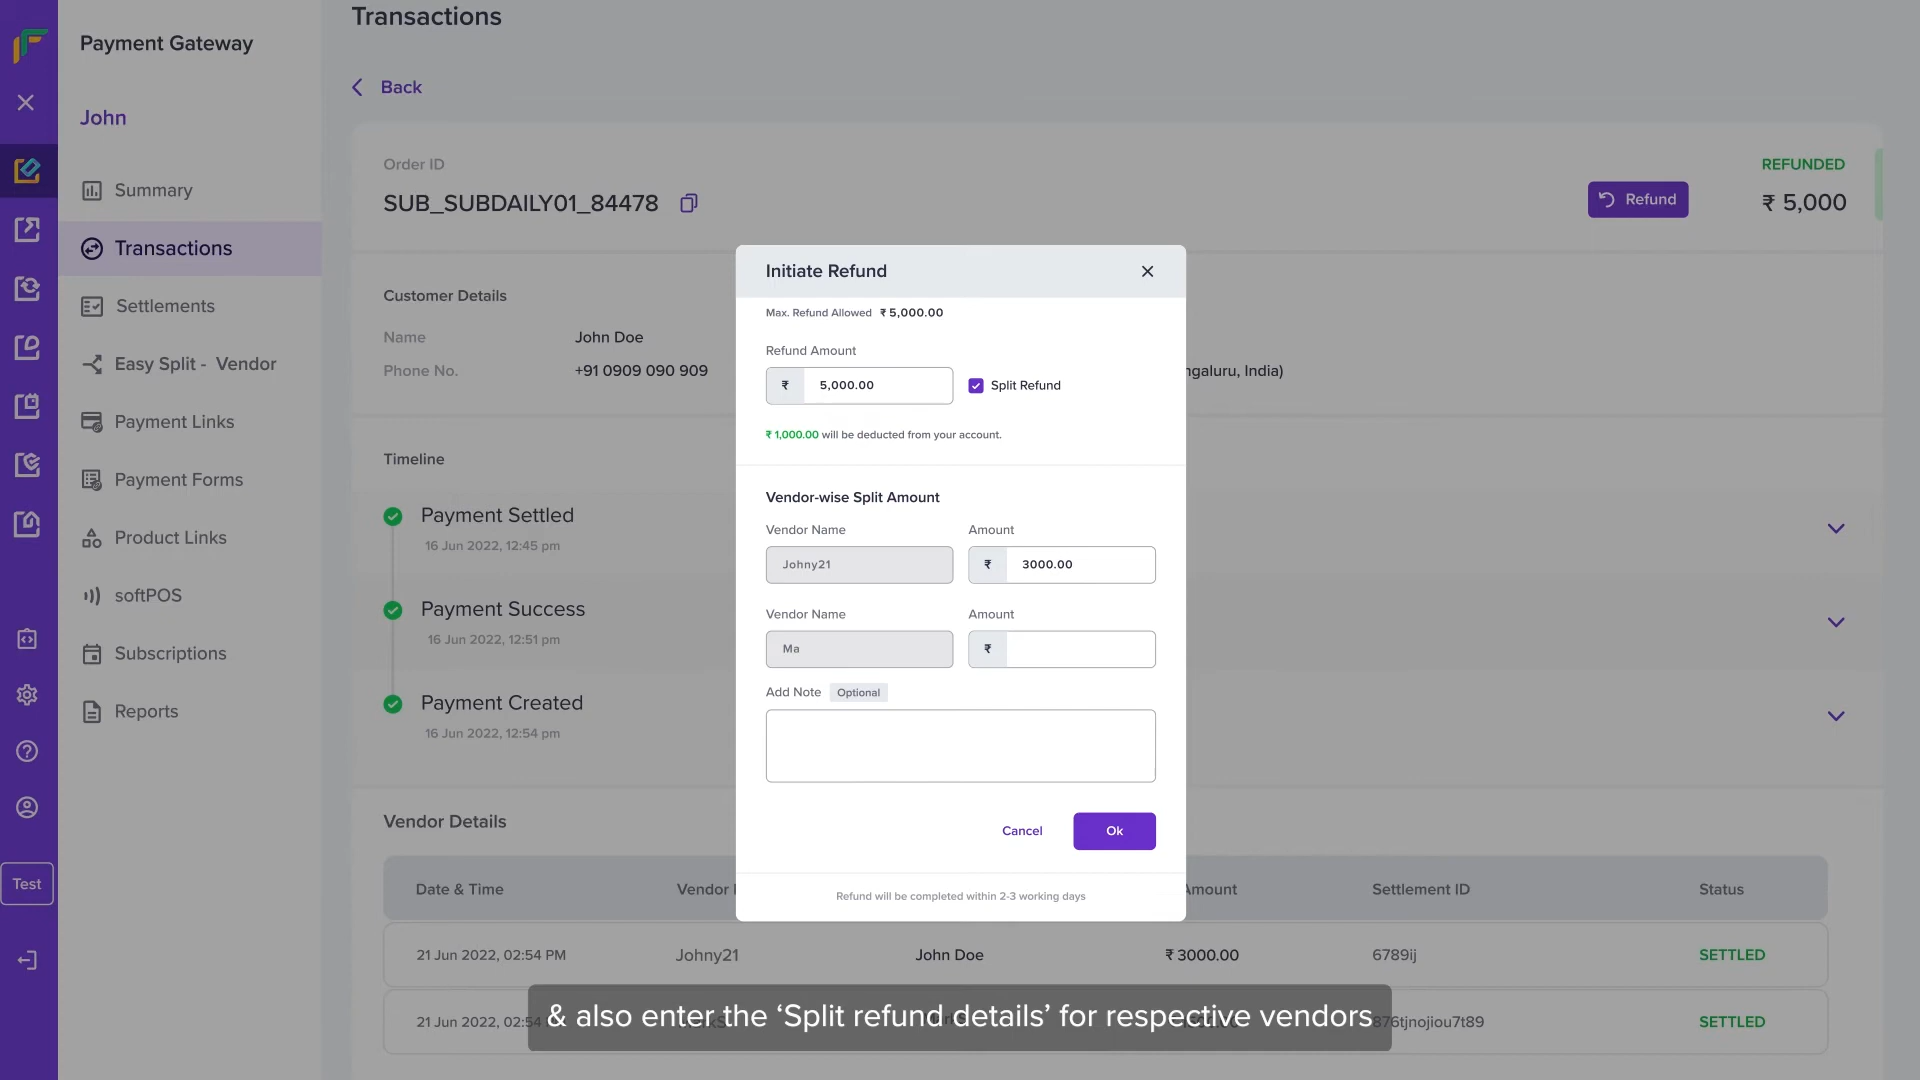 Transactions
Payment Gateway
Back
John
Order ID
REFUNDED
SUB_SUBDAILY01_84478
Refund
₹ 5,000
Summary
Transactions
Settlements
Easy Split - Vendor
Payment Links
Payment Forms
Product Links
softPOS
Subscriptions
Reports
Test
Customer Details
Name
John Doe
Phone No.
+91 0909 090 909
ngaluru, India)
Timeline
Payment Settled
16 Jun 2022, 12:45 pm
Payment Success
16 Jun 2022, 12:51 pm
Payment Created
16 Jun 2022, 12:54 pm
Initiate Refund
Max. Refund Allowed ₹ 5,000.00
Refund Amount
₹ 5,000.00 Split Refund
₹ 1,000.00 will be deducted from your account.
Vendor-wise Split Amount
Vendor Name Amount
Johny21 ₹ 3000.00
Vendor Name Amount
Ma ₹
Add Note Optional
Cancel Ok
Refund will be completed within 2-3 working days
Vendor Details
Date & Time Vendor Amount Settlement ID Status
21 Jun 2022, 02:54 PM Johny21 John Doe ₹ 3000.00 6789ij SETTLED
21 Jun 2022, 02:54 876tjnojiou7t89 SETTLED
& also enter the ‘Split refund details’ for respective vendors